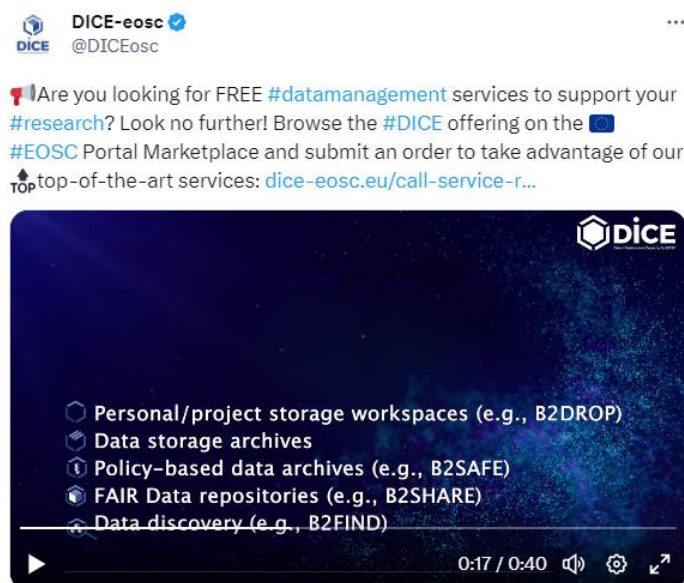 DICE-eosc
@DICEosc
DICE
Are you looking for FREE #datamanagement services to support your
#research? Look no further! Browse the #DICE offering on the
#EOSC Portal Marketplace and submit an order to take advantage of our
TOP top-of-the-art services: dice-eosc.eu/call-service-r...
DICE
Personal/project storage workspaces (e.g., B2DROP)
Data storage archives
Policy-based data archives (e.g., B2SAFE)
FAIR Data repositories (e.g., B2SHARE)
Data discovery (e.g., B2FIND)
0:17 / 0:40